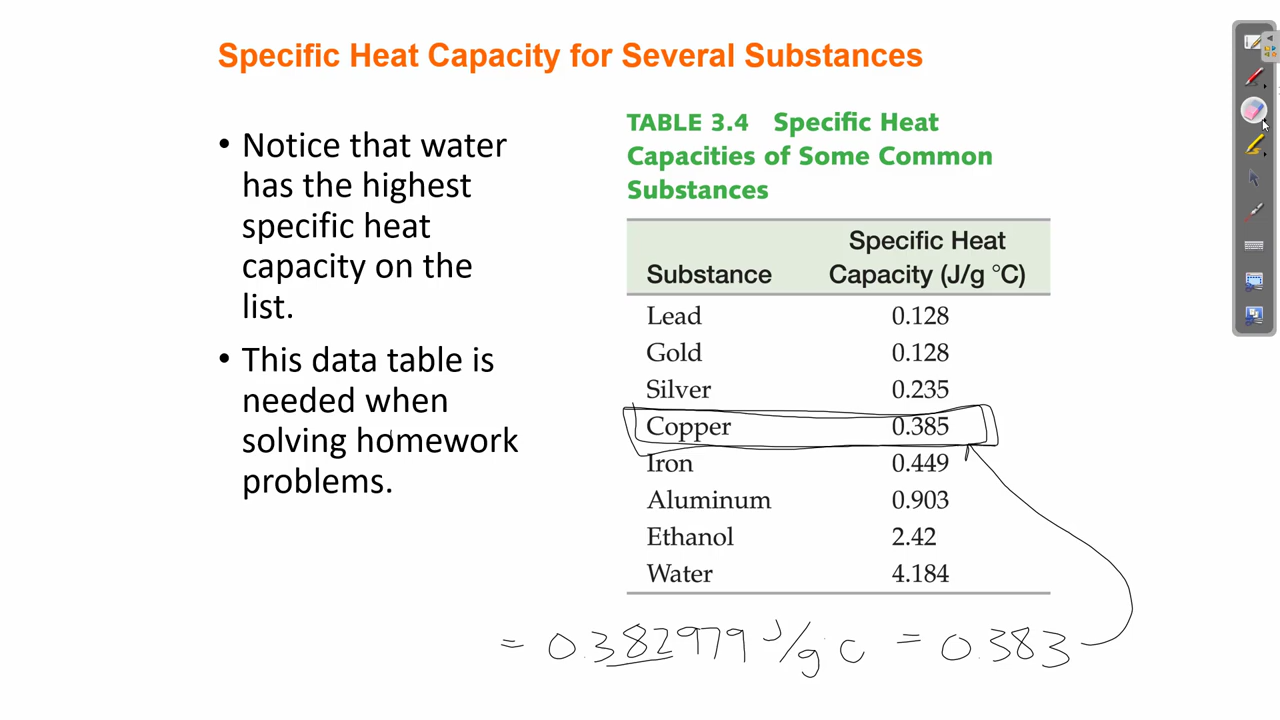 Specific Heat Capacity for Several Substances
• Notice that water
has the highest
specific heat
capacity on the
list.
• This data table is
needed when
solving homework
problems.
TABLE 3.4 Specific Heat
Capacities of Some Common
Substances
Specific Heat
Substance Capacity (J/g °C)
Lead 0.128
Gold 0.128
Silver 0.235
Copper 0.385
Iron 0.449
Aluminum 0.903
Ethanol 2.42
Water 4.184
= 0.382979 J/g C = 0.383